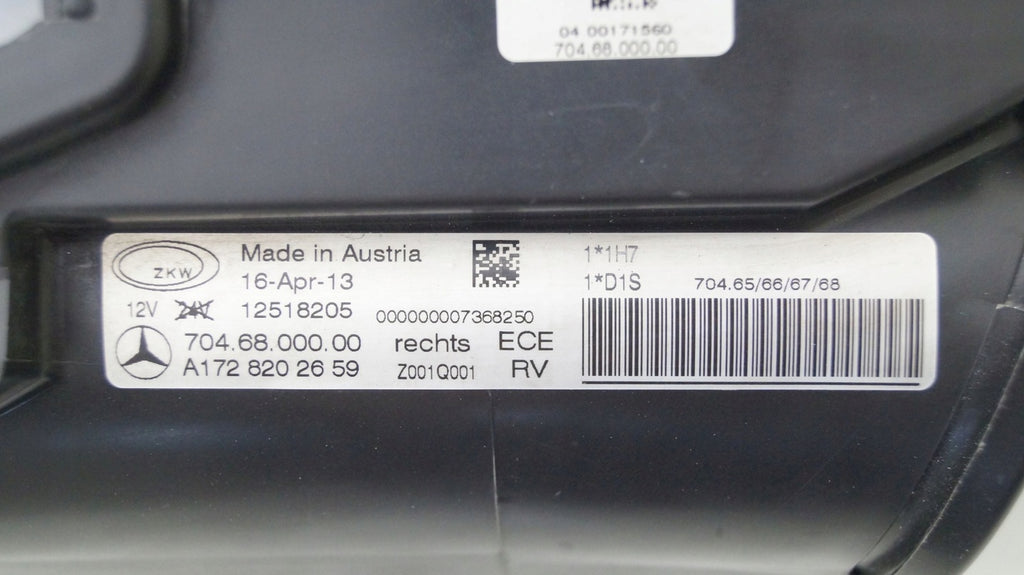 04 00171560
704.68.000.00
ZKW
Made in Austria
16-Apr-13
12V 24V 12518205
000000007368250
704.68.000.00 rechts ECE
A172 820 26 59 Z001Q001 RV
1*1H7
1*D1S 704.65/66/67/68